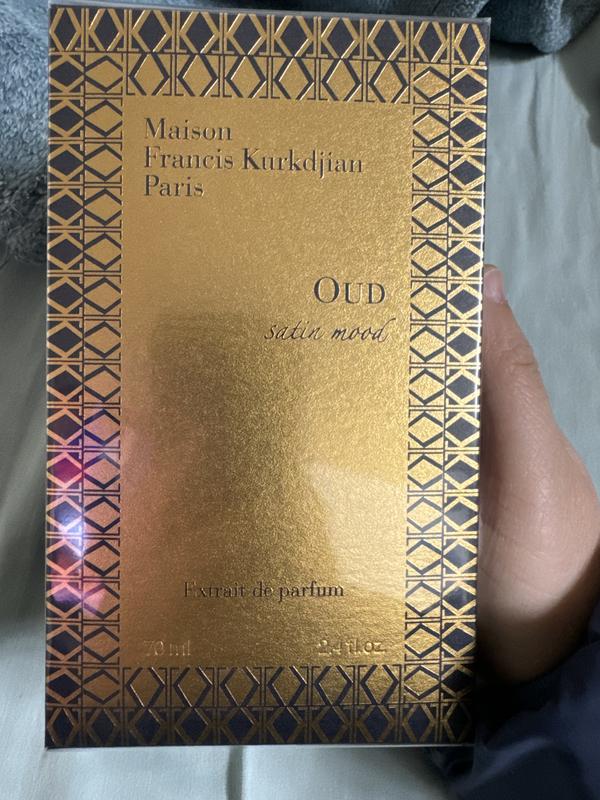 Maison
Francis Kurkdjian
Paris
OUD
satin mood
Extrait de parfum
70 ml 2,4 fl.oz.